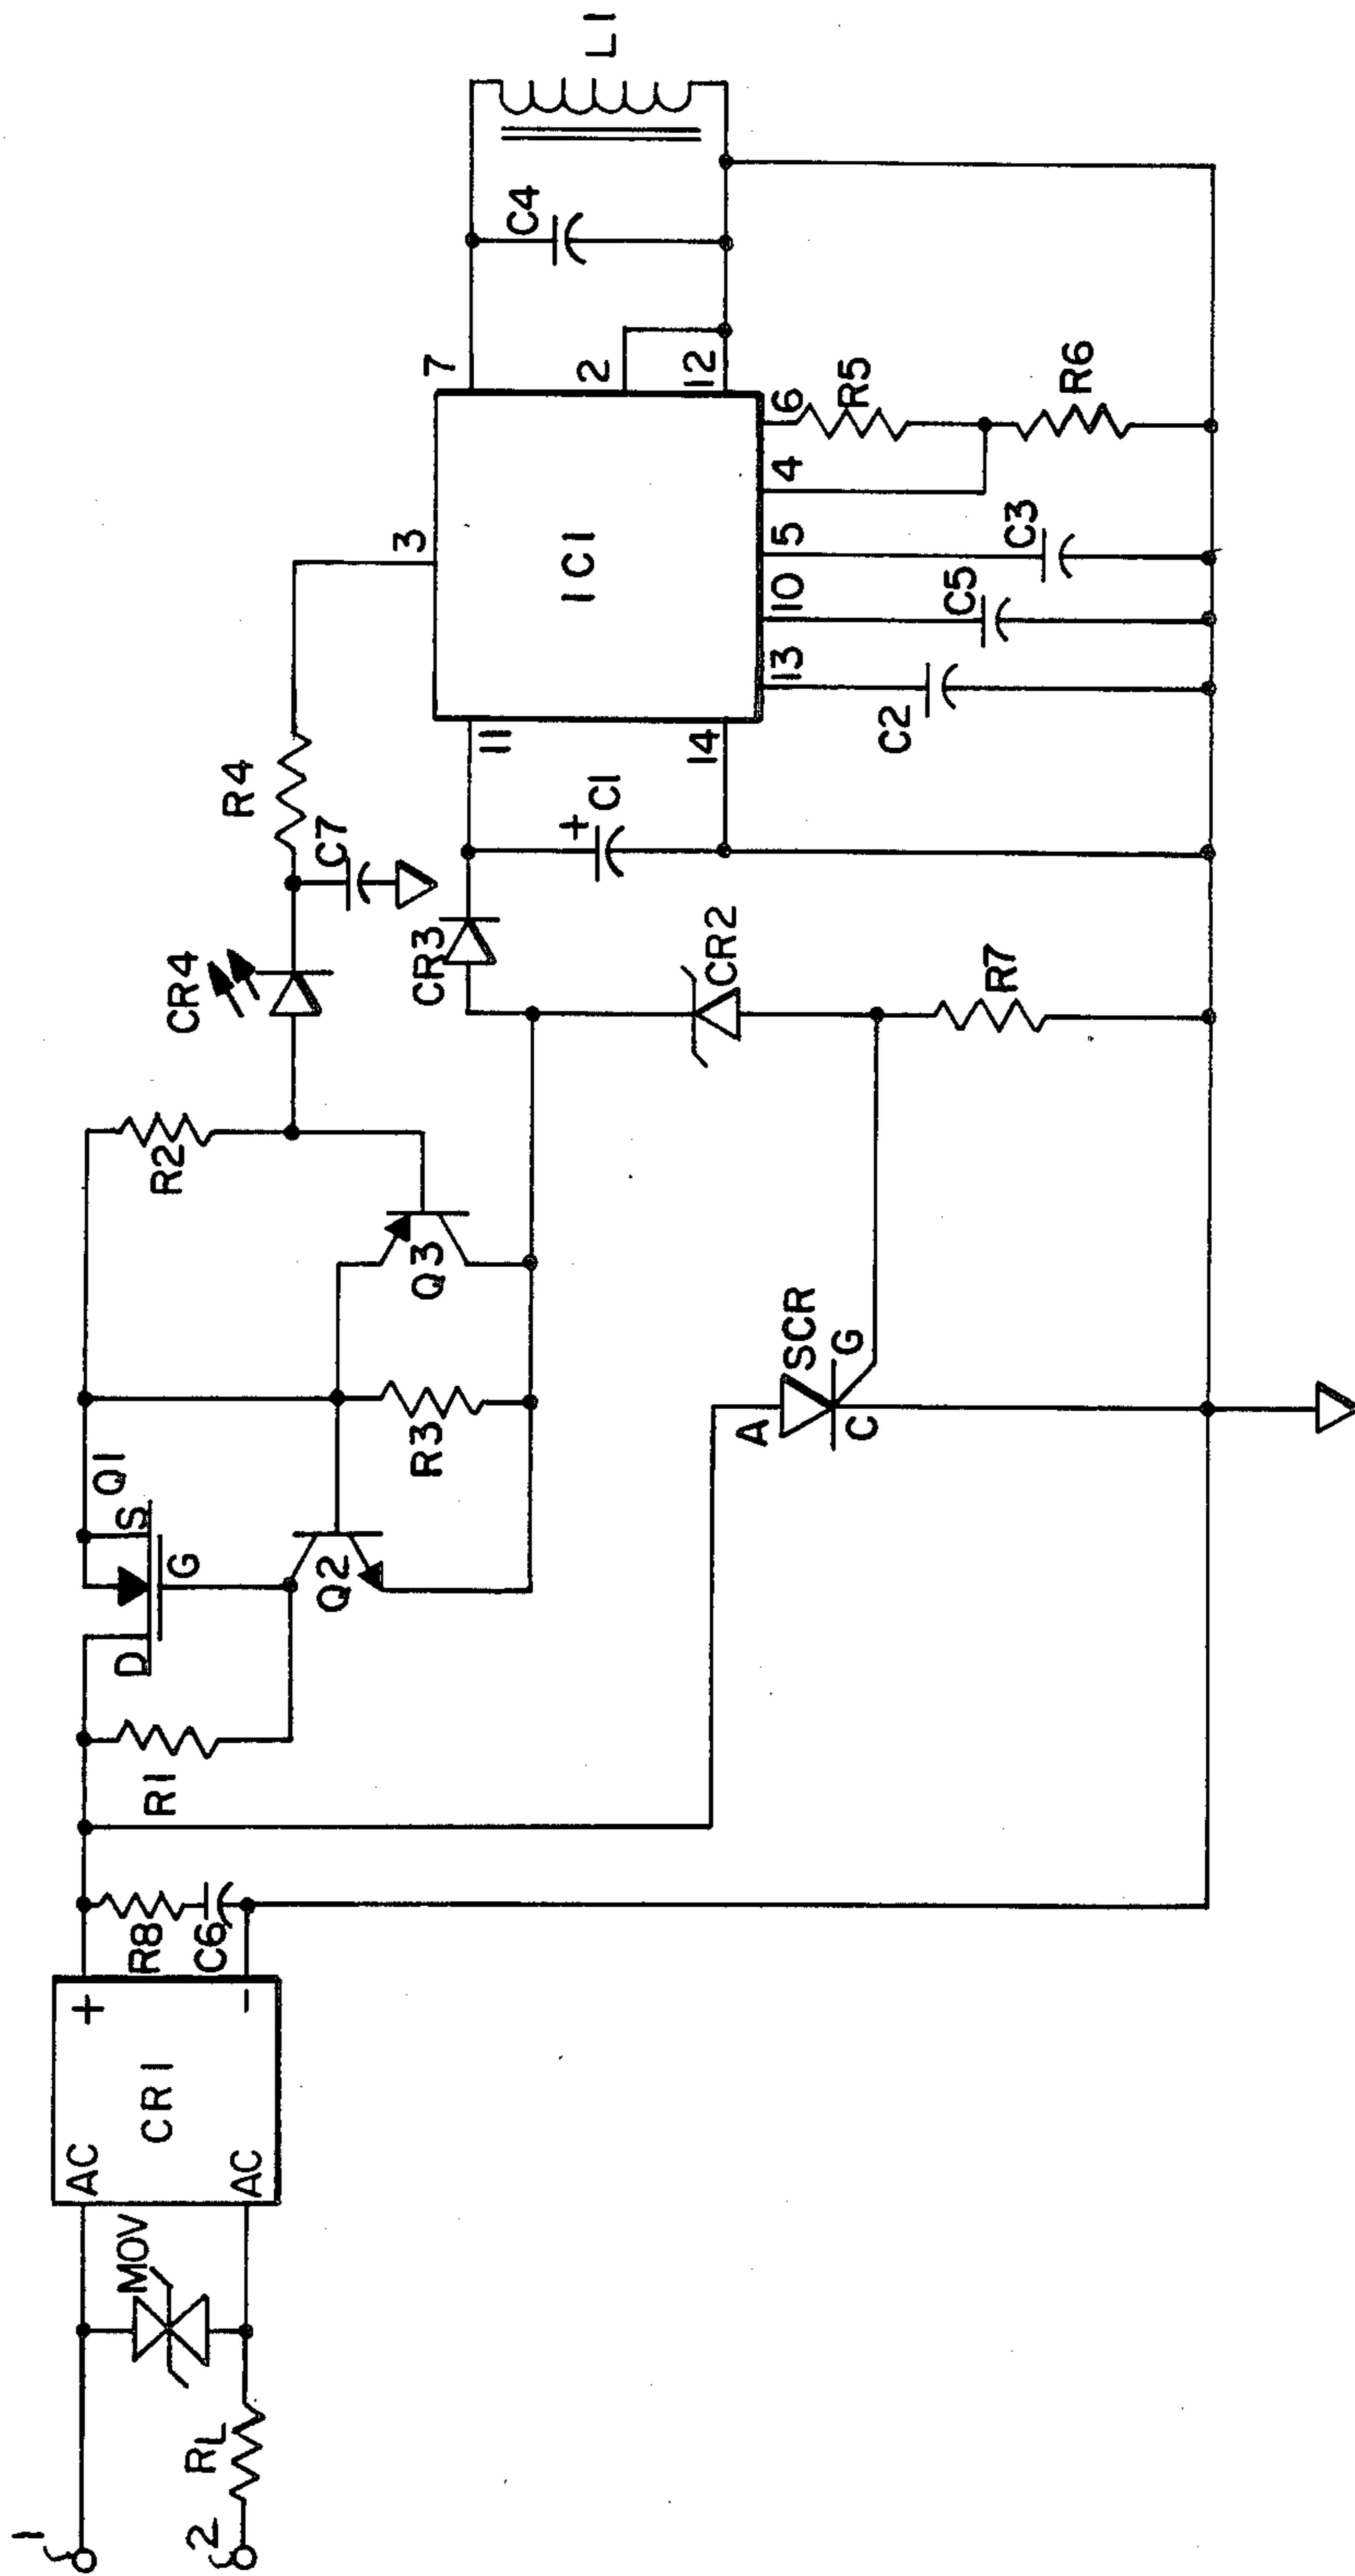 1
2
RL
MOV
AC
AC
CR1
+
-
R8
C6
R1
D
S
G
Q1
Q2
R3
Q3
R2
CR4
C7
R4
3
A
SCR
G
C
CR3
CR2
R7
+
C1
11
14
IC1
7
2
12
13
10
5
4
6
C2
C5
C3
R5
R6
C4
L1